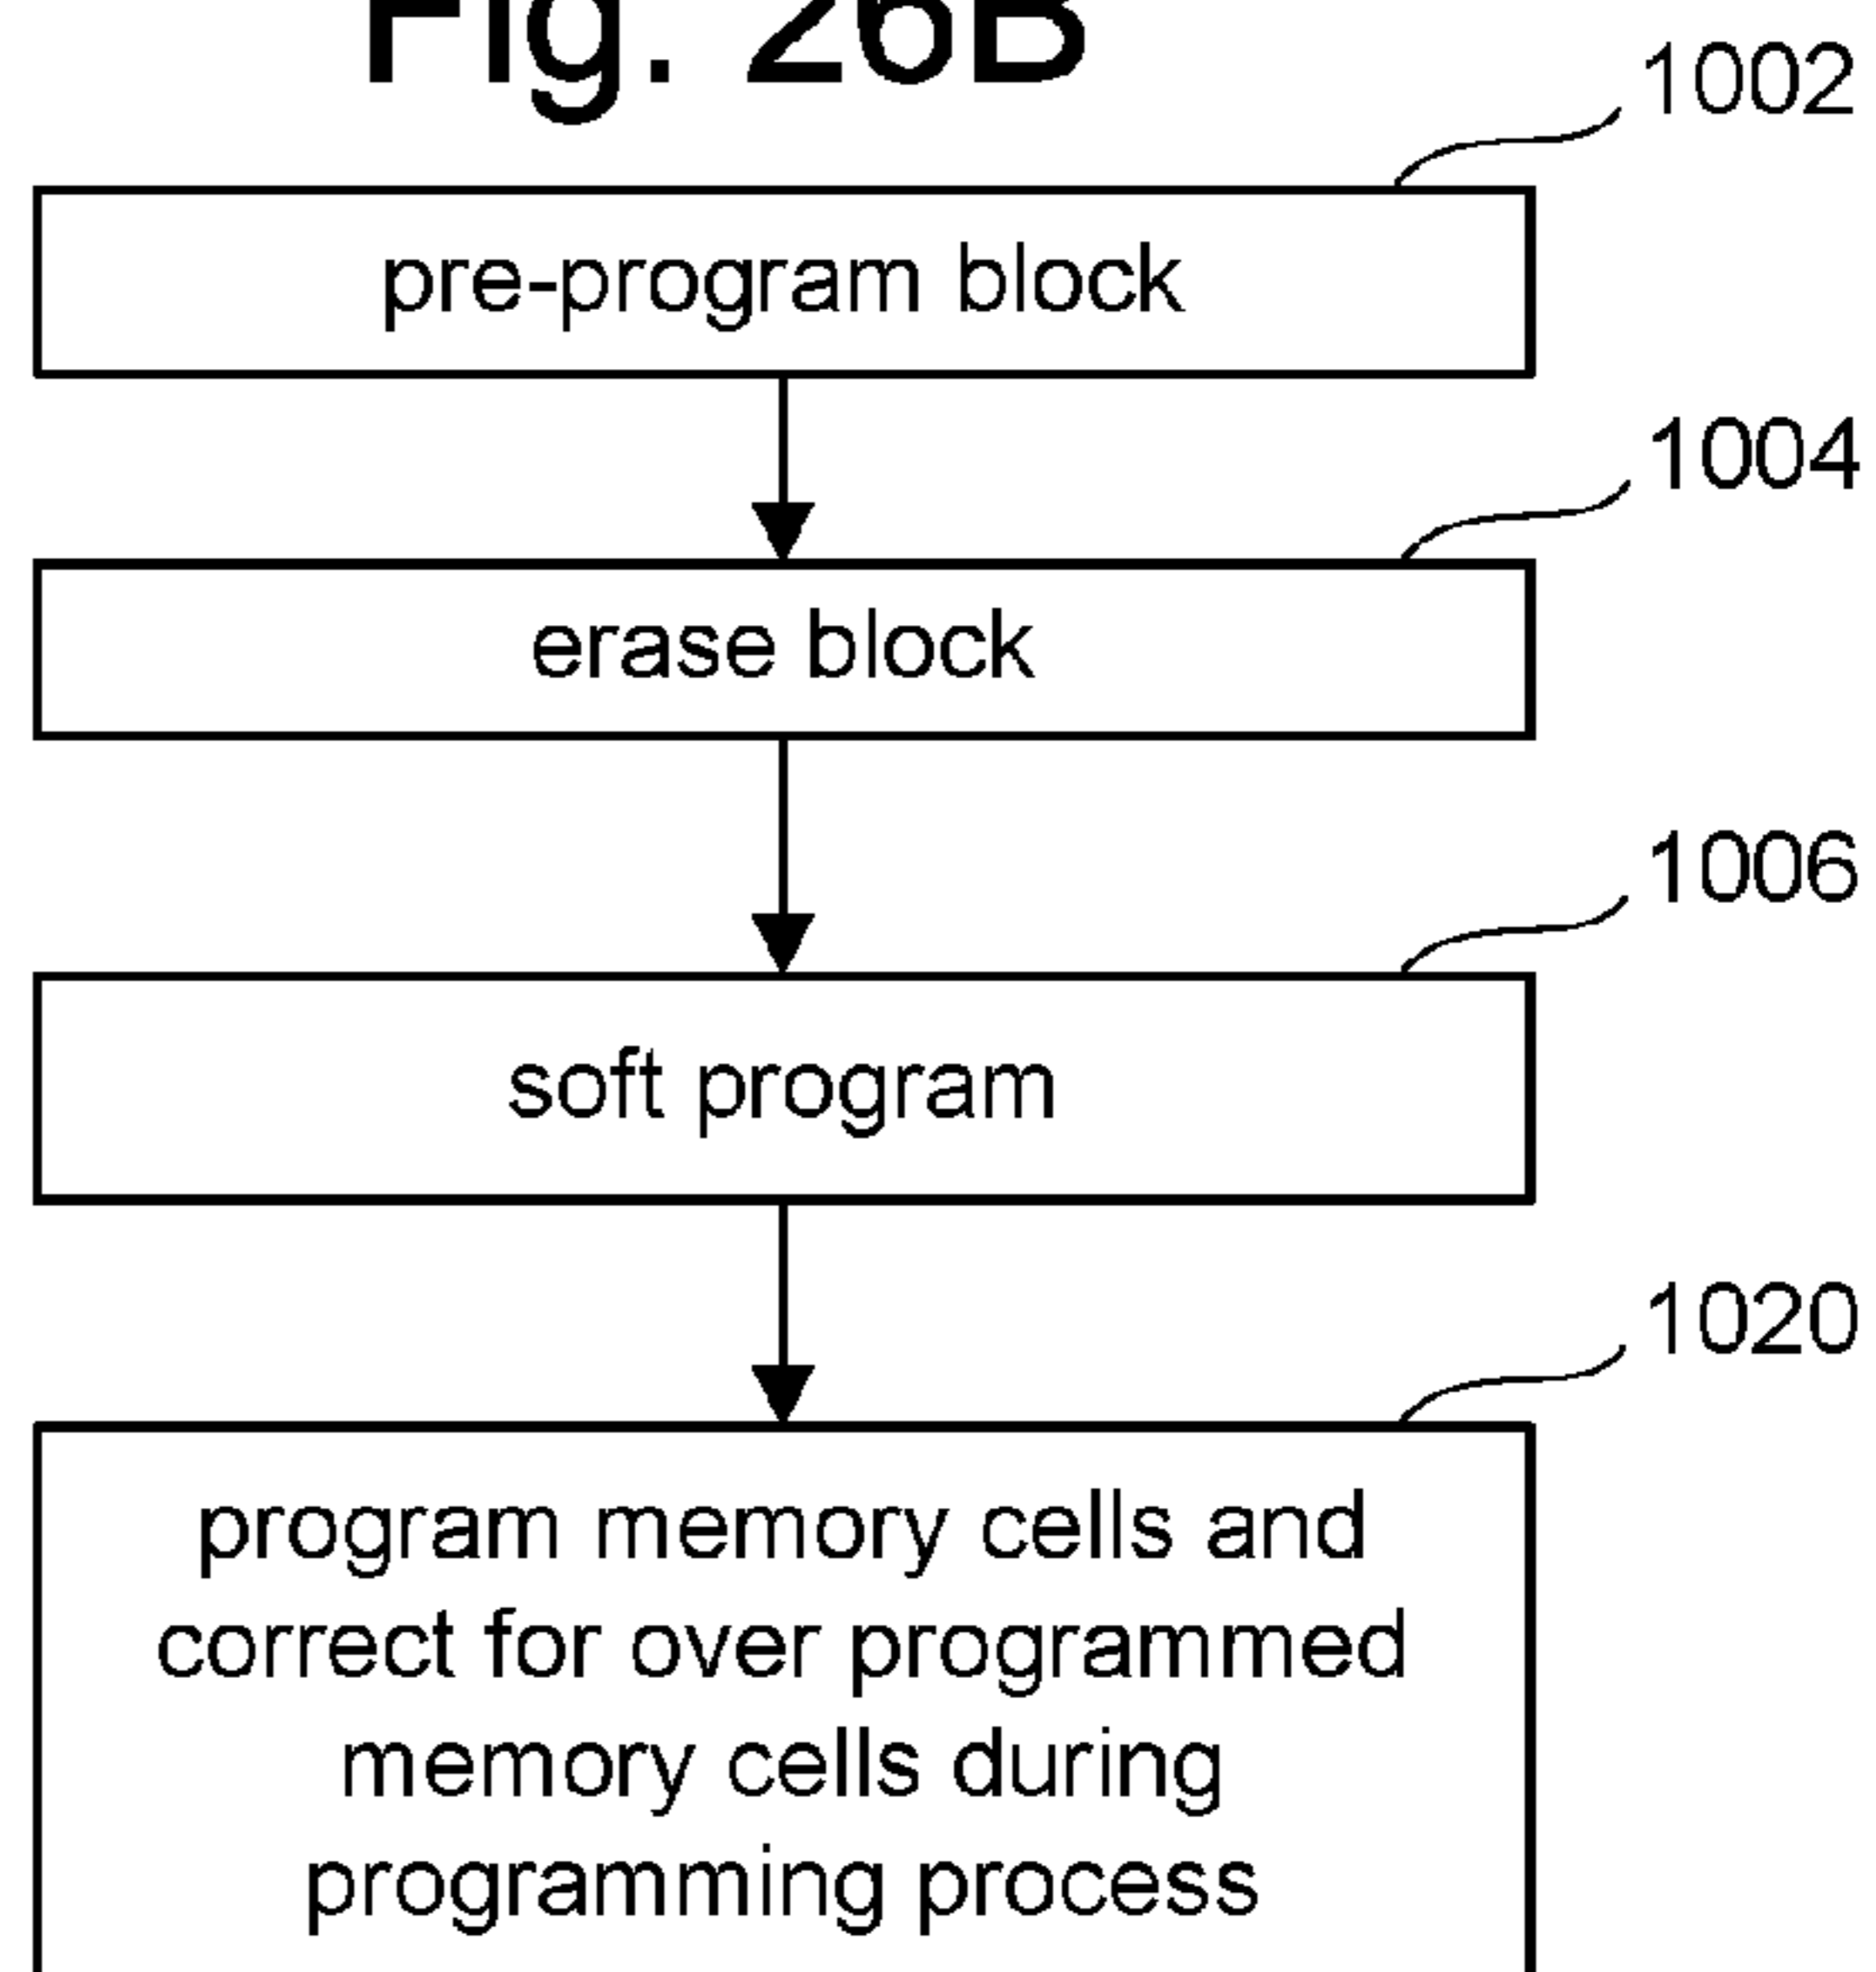 Fig. 26B
1002
pre-program block
1004
erase block
1006
soft program
1020
program memory cells and
correct for over programmed
memory cells during
programming process